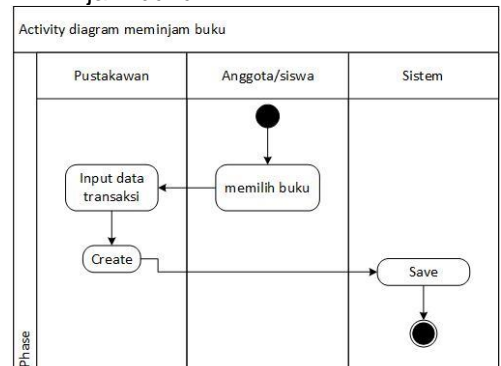 Activity diagram meminjam buku
Pustakawan
Anggota/siswa
Sistem
Input data
transaksi
memilih buku
Create
Save
Phase